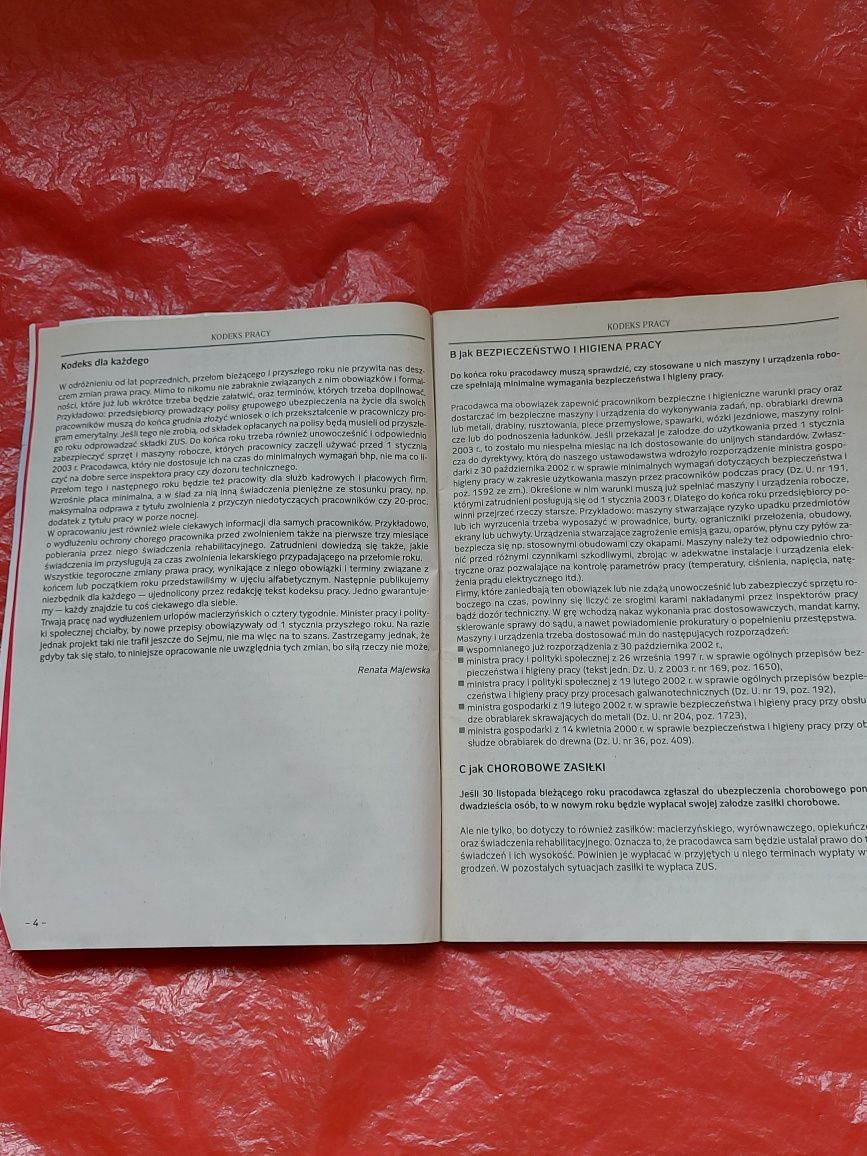 KODEKS PRACY
Kodeks dla każdego
W odróżnieniu od lat poprzednich, przełom bieżącego i przyszłego roku nie przywita nas desz-
czem zmian prawa pracy. Mimo to nikomu nie zabraknie związanych z nim obowiązków i formal-
ności, które już lub wkrótce trzeba będzie załatwić, oraz terminów, których trzeba dopilnować.
Przykładowo: przedsiębiorcy prowadzący polisy grupowego ubezpieczenia na życie dla swoich
pracowników muszą do końca grudnia złożyć wniosek o ich przekształcenie w pracowniczy pro-
gram emerytalny. Jeśli tego nie zrobią, od składek opłacanych na polisy będą musieli od przyszłe-
go roku odprowadzać składki ZUS. Do końca roku trzeba również unowocześnić i odpowiednio
zabezpieczyć sprzęt i maszyny robocze, których pracownicy zaczęli używać przed 1 stycznia
2003 r. Pracodawca, który nie dostosuje ich na czas do minimalnych wymagań bhp, nie ma co li-
czyć na dobre serce inspektora pracy czy dozoru technicznego.
Przełom tego i następnego roku będzie też pracowity dla służb kadrowych i płacowych firm.
Wzrośnie płaca minimalna, a w ślad za nią inną świadczenia pieniężne ze stosunku pracy, np.
maksymalna odprawa z tytułu zwolnienia z przyczyn niedotyczących pracowników czy 20-proc.
dodatek z tytułu pracy w porze nocnej.
W opracowaniu jest również wiele ciekawych informacji dla samych pracowników. Przykładowo,
o wydłużeniu ochrony chorego pracownika przed zwolnieniem także na pierwsze trzy miesiące
pobierania przez niego świadczenia rehabilitacyjnego. Zatrudnieni dowiedzą się także, jakie
świadczenia im przysługują za czas zwolnienia lekarskiego przypadającego na przełomie roku.
Wszystkie tegoroczne zmiany prawa pracy, wynikające z niego obowiązki i terminy związane z
końcem lub początkiem roku przedstawiliśmy w ujęciu alfabetycznym. Następnie publikujemy
niezbędnik dla każdego — ujednolicony przez redakcję tekst kodeksu pracy. Jedno gwarantuje-
my — każdy znajdzie tu coś ciekawego dla siebie.
Trwają pracę nad wydłużeniem urlopów macierzyńskich o cztery tygodnie. Minister pracy i polity-
ki społecznej chciałby, by nowe przepisy obowiązywały od 1 stycznia przyszłego roku. Na razie
jednak projekt taki nie trafił jeszcze do Sejmu, nie ma więc na to szans. Zastrzegamy jednak, że
gdyby tak się stało, to niniejsze opracowanie nie uwzględnia tych zmian, bo siłą rzeczy nie może.
Renata Majewska
– 4 –
KODEKS PRACY
B jak BEZPIECZEŃSTWO I HIGIENA PRACY
Do końca roku pracodawcy muszą sprawdzić, czy stosowane u nich maszyny i urządzenia robo-
cze spełniają minimalne wymagania bezpieczeństwa i higieny pracy.
Pracodawca ma obowiązek zapewnić pracownikom bezpieczne i higieniczne warunki pracy oraz
dostarczać im bezpieczne maszyny i urządzenia do wykonywania zadań, np. obrabiarki drewna
lub metali, drabiny, rusztowania, piece przemysłowe, spawarki, wózki jezdniowe, maszyny rolni-
cze lub do podnoszenia ładunków. Jeśli przekazał je załodze do użytkowania przed 1 stycznia
2003 r., to zostało mu niespełna miesiąc na ich dostosowanie do unijnych standardów. Zwłasz-
cza do dyrektywy, którą do naszego ustawodawstwa wdrożyło rozporządzenie ministra gospo-
darki z 30 października 2002 r. w sprawie minimalnych wymagań dotyczących bezpieczeństwa i
higieny pracy w zakresie użytkowania maszyn przez pracowników podczas pracy (Dz. U. nr 191,
poz. 1592 ze zm.). Określone w nim warunki muszą już spełniać maszyny i urządzenia robocze,
którymi zatrudnieni posługują się od 1 stycznia 2003 r. Dlatego do końca roku przedsiębiorcy po-
winni przejrzeć rzeczy starsze. Przykładowo: maszyny stwarzające ryzyko upadku przedmiotów
lub ich wyrzucenia trzeba wyposażyć w prowadnice, burty, ograniczniki przełożenia, obudowy,
ekrany lub uchwyty. Urządzenia stwarzające zagrożenie emisją gazu, oparów, płynu czy pyłów za-
bezpiecza się np. stosownymi obudowami czy okapami. Maszyny należy też odpowiednio chro-
nić przed różnymi czynnikami szkodliwymi, zbrojąc w adekwatne instalacje i urządzenia elek-
tryczne oraz pozwalające na kontrolę parametrów pracy (temperatury, ciśnienia, napięcia, natę-
żenia prądu elektrycznego itd.).
Firmy, które zaniedbają ten obowiązek lub nie zdążą unowocześnić lub zabezpieczyć sprzętu ro-
boczego na czas, powinny się liczyć ze srogimi karami nakładanymi przez inspektorów pracy
bądź dozór techniczny. W grę wchodzą nakaz wykonania prac dostosowawczych, mandat karny,
skierowanie sprawy do sądu, a nawet powiadomienie prokuratury o popełnieniu przestępstwa.
Maszyny i urządzenia trzeba dostosować m.in do następujących rozporządzeń:
■ wspomnianego już rozporządzenia z 30 października 2002 r.,
■ ministra pracy i polityki społecznej z 26 września 1997 r. w sprawie ogólnych przepisów bez-
pieczeństwa i higieny pracy (tekst jedn. Dz. U. z 2003 r. nr 169, poz. 1650),
■ ministra pracy i polityki społecznej z 19 lutego 2002 r. w sprawie ogólnych przepisów bezpie-
czeństwa i higieny pracy przy procesach galwanotechnicznych (Dz. U. nr 19, poz. 192),
■ ministra gospodarki z 19 lutego 2002 r. w sprawie bezpieczeństwa i higieny pracy przy obsłu
dze obrabiarek skrawających do metali (Dz. U. nr 204, poz. 1723),
■ ministra gospodarki z 14 kwietnia 2000 r. w sprawie bezpieczeństwa i higieny pracy przy ob
słudze obrabiarek do drewna (Dz. U. nr 36, poz. 409).
C jak CHOROBOWE ZASIŁKI
Jeśli 30 listopada bieżącego roku pracodawca zgłaszał do ubezpieczenia chorobowego pon
dwadzieścia osób, to w nowym roku będzie wypłacał swojej załodze zasiłki chorobowe.
Ale nie tylko, bo dotyczy to również zasiłków: macierzyńskiego, wyrównawczego, opiekuńcze
oraz świadczenia rehabilitacyjnego. Oznacza to, że pracodawca sam będzie ustalał prawo do t
świadczeń i ich wysokość. Powinien je wypłacać w przyjętych u niego terminach wypłaty wy
grodzeń. W pozostałych sytuacjach zasiłki te wypłaca ZUS.